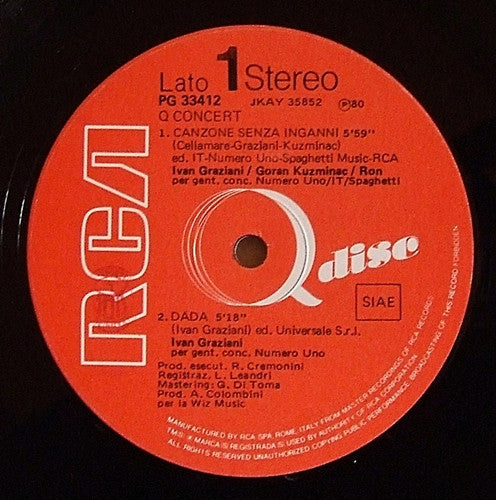 Lato 1 Stereo
PG 33412 JKAY 35852 ℗80
Q CONCERT
1. CANZONE SENZA INGANNI 5'59"
(Cellamare-Graziani-Kuzminac)
ed. IT-Numero Uno-Spaghetti Music-RCA
Ivan Graziani / Goran Kuzminac / Ron
per gent. conc. Numero Uno/IT/Spaghetti
RCA
Q disc
SIAE
2. DADA 5'18"
(Ivan Graziani) ed. Universale S.r.l.
Ivan Graziani
per gent. conc. Numero Uno
Prod. esecut. R. Cremonini
Registraz. L. Leandri
Mastering: G. Di Toma
Prod. A. Colombini
per la Wiz Music
MANUFACTURED BY RCA SPA, ROME, ITALY, FROM MASTER RECORDINGS OF RCA RECORDS
TM(s) ® MARCA(s) REGISTRADA(s) USED BY AUTHORITY OF RCA CORPORATION
ALL RIGHTS RESERVED UNAUTHORIZED COPYING PUBLIC PERFORMANCE, BROADCASTING OF THIS RECORD FORBIDDEN